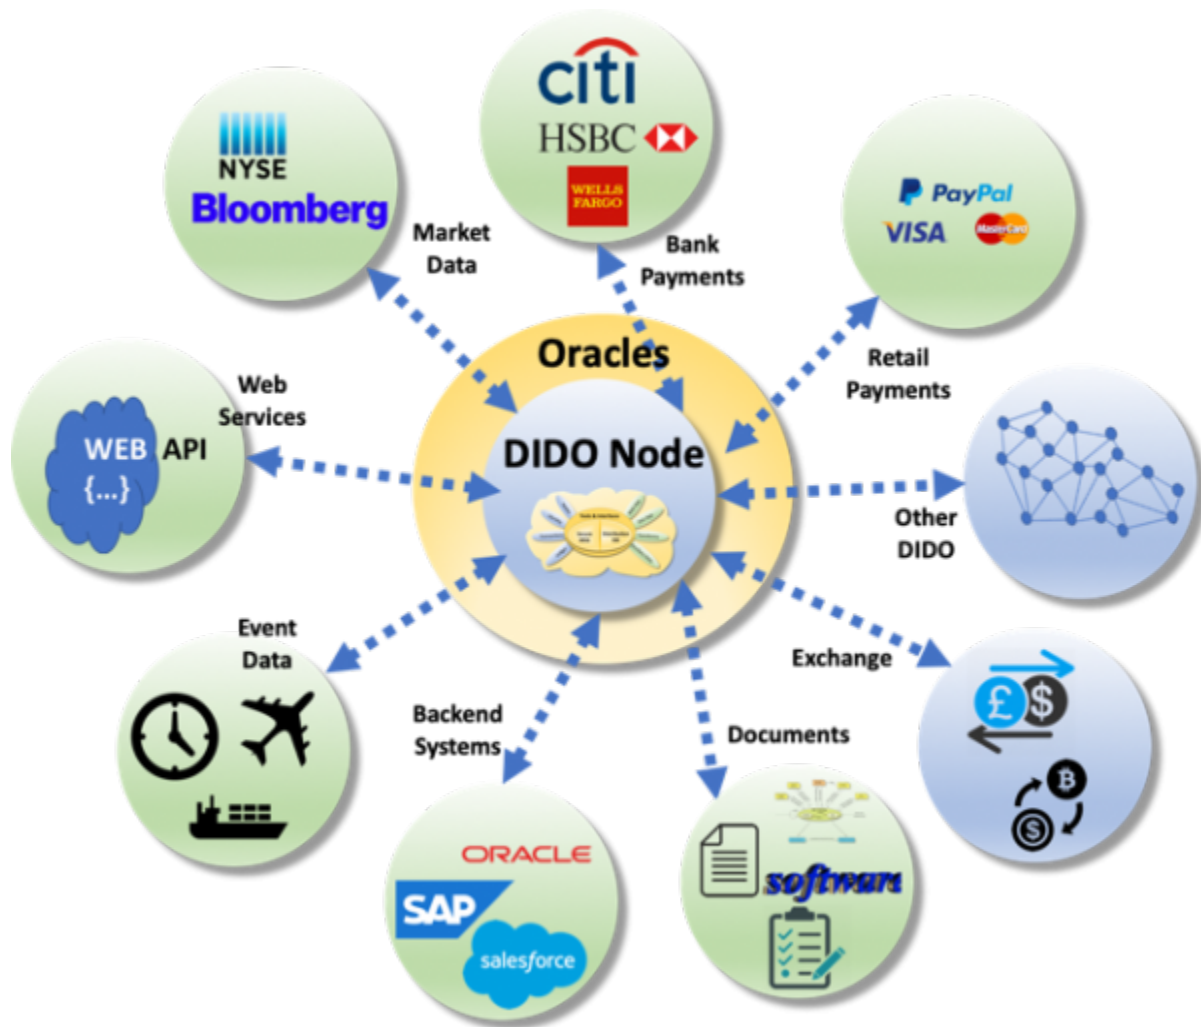 citi
HSBC
WELLS
FARGO
NYSE
Bloomberg
PayPal
VISA
MasterCard
Market
Data
Bank
Payments
Retail
Payments
Oracles
DIDO Node
Web
Services
WEB API
{...}
Other
DIDO
Event
Data
Exchange
£ $
Backend
Systems
Documents
ORACLE
SAP
salesforce
software